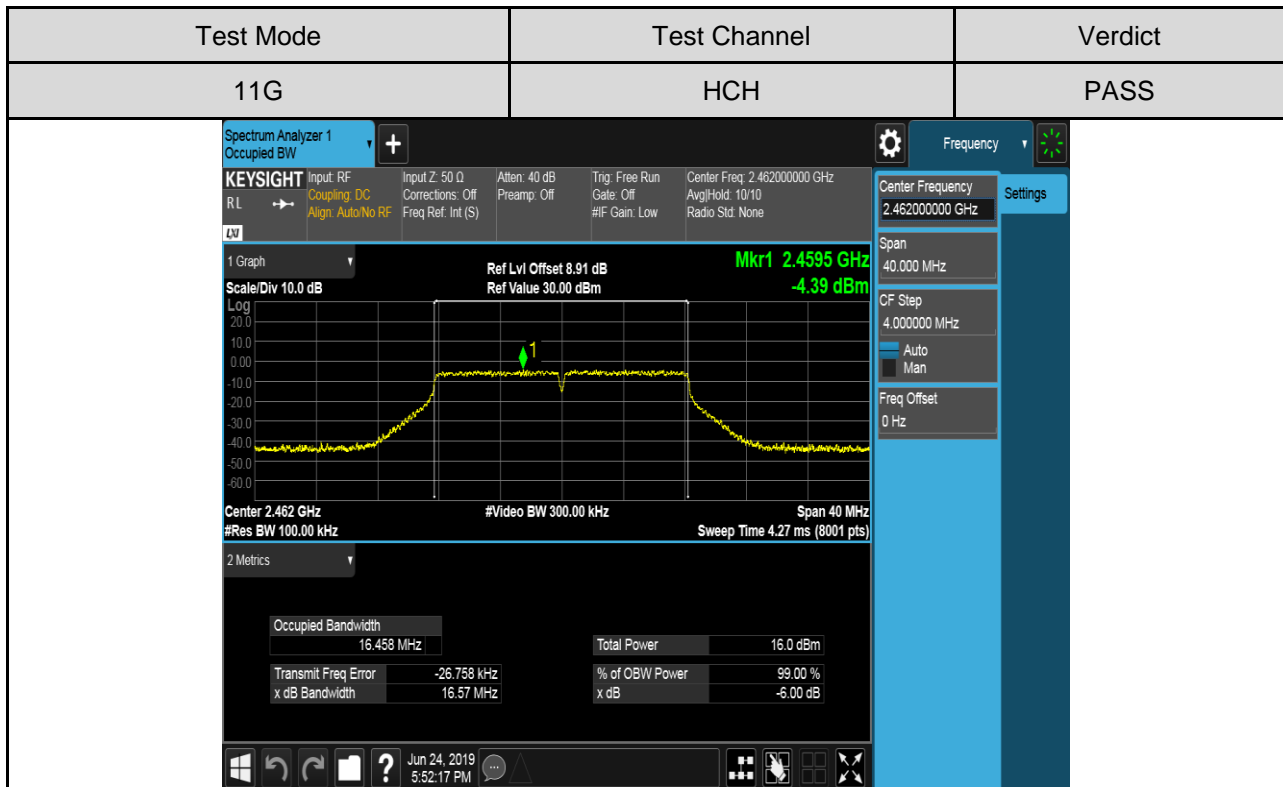 Test Mode Test Channel Verdict
11G HCH PASS
Spectrum Analyzer 1
Occupied BW
+
Frequency
KEYSIGHT Input: RF Input Z: 50 Ω Atten: 40 dB Trig: Free Run Center Freq: 2.462000000 GHz
RL Coupling: DC Corrections: Off Preamp: Off Gate: Off Avg|Hold: 10/10
Align: Auto/No RF Freq Ref: Int (S) #IF Gain: Low Radio Std: None
LXI
Center Frequency
2.462000000 GHz
Settings
Span
40.000 MHz
CF Step
4.000000 MHz
Auto
Man
Freq Offset
0 Hz
1 Graph Ref Lvl Offset 8.91 dB Mkr1 2.4595 GHz
Scale/Div 10.0 dB Ref Value 30.00 dBm -4.39 dBm
Log
20.0
10.0
0.00
-10.0
-20.0
-30.0
-40.0
-50.0
-60.0
1
Center 2.462 GHz #Video BW 300.00 kHz Span 40 MHz
#Res BW 100.00 kHz Sweep Time 4.27 ms (8001 pts)
2 Metrics
Occupied Bandwidth
16.458 MHz Total Power 16.0 dBm
Transmit Freq Error -26.758 kHz % of OBW Power 99.00 %
x dB Bandwidth 16.57 MHz x dB -6.00 dB
? Jun 24, 2019
5:52:17 PM